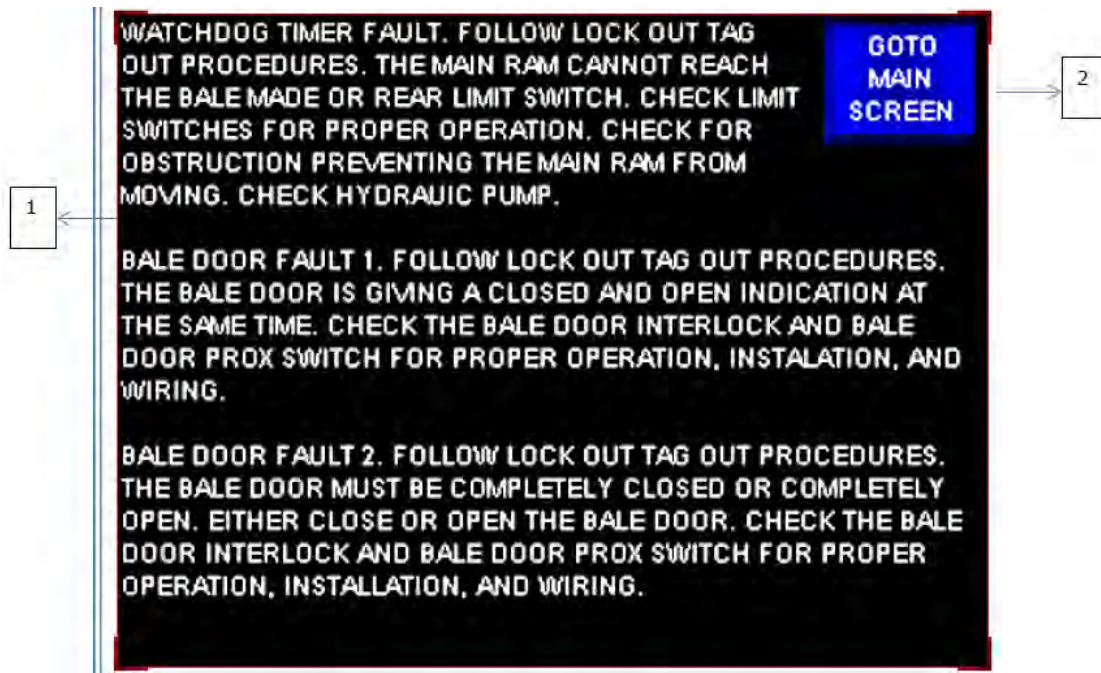 WATCHDOG TIMER FAULT. FOLLOW LOCK OUT TAG
OUT PROCEDURES. THE MAIN RAM CANNOT REACH
THE BALE MADE OR REAR LIMIT SWITCH. CHECK LIMIT
SWITCHES FOR PROPER OPERATION. CHECK FOR
OBSTRUCTION PREVENTING THE MAIN RAM FROM
MOVING. CHECK HYDRAUIC PUMP.
GOTO
MAIN
SCREEN
2
1
BALE DOOR FAULT 1. FOLLOW LOCK OUT TAG OUT PROCEDURES.
THE BALE DOOR IS GIVING A CLOSED AND OPEN INDICATION AT
THE SAME TIME. CHECK THE BALE DOOR INTERLOCK AND BALE
DOOR PROX SWITCH FOR PROPER OPERATION, INSTALATION, AND
WIRING.
BALE DOOR FAULT 2. FOLLOW LOCK OUT TAG OUT PROCEDURES.
THE BALE DOOR MUST BE COMPLETELY CLOSED OR COMPLETELY
OPEN. EITHER CLOSE OR OPEN THE BALE DOOR. CHECK THE BALE
DOOR INTERLOCK AND BALE DOOR PROX SWITCH FOR PROPER
OPERATION, INSTALLATION, AND WIRING.